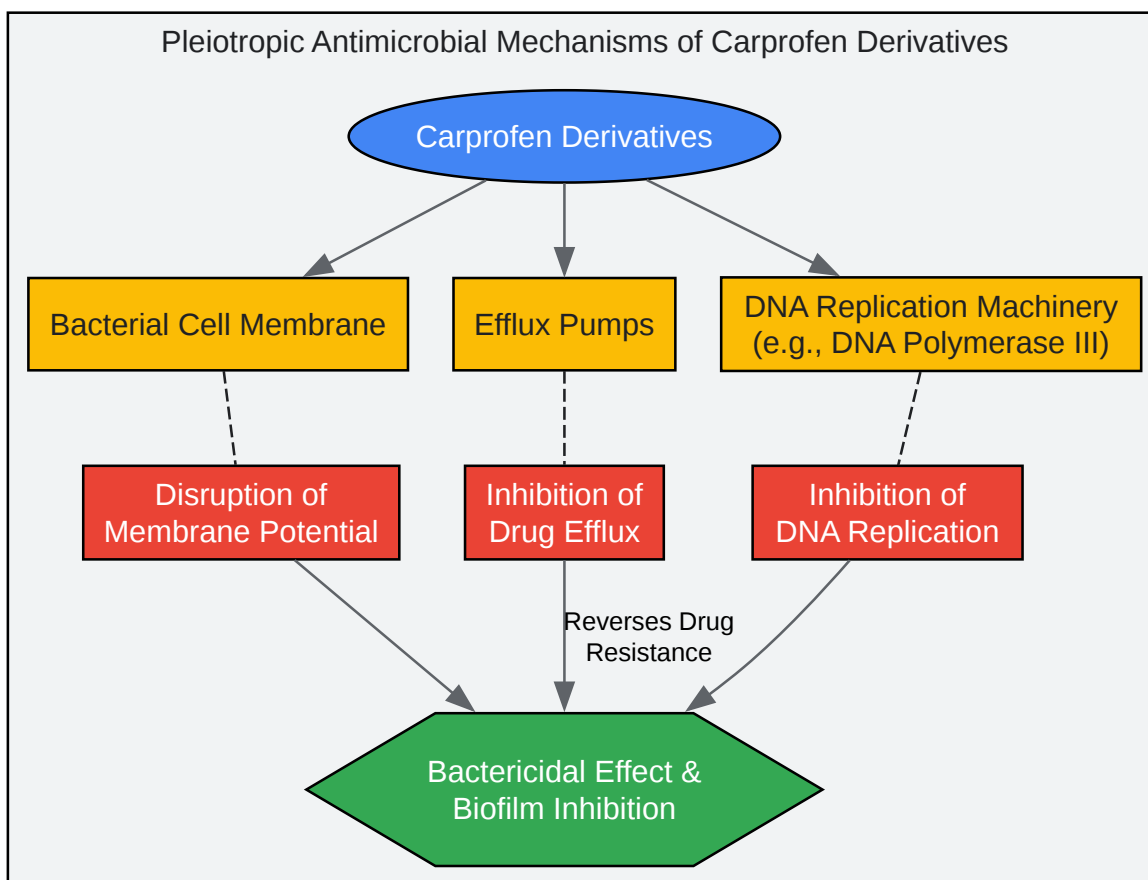 Pleiotropic Antimicrobial Mechanisms of Carprofen Derivatives
Carprofen Derivatives
Bacterial Cell Membrane
Efflux Pumps
DNA Replication Machinery
(e.g., DNA Polymerase III)
Disruption of
Membrane Potential
Inhibition of
Drug Efflux
Inhibition of
DNA Replication
Reverses Drug
Resistance
Bactericidal Effect &
Biofilm Inhibition